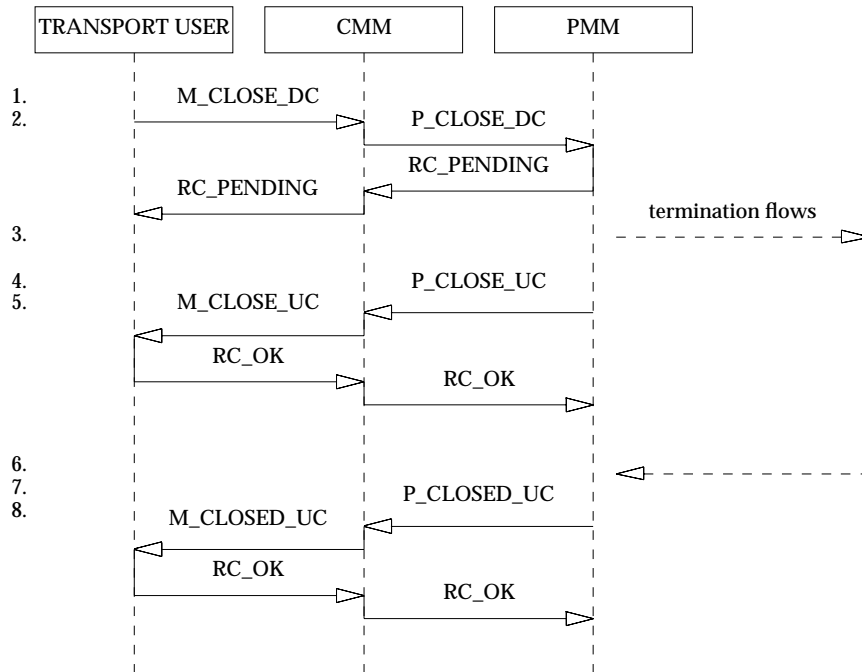 TRANSPORT USER
CMM
PMM
1.
M_CLOSE_DC
2.
P_CLOSE_DC
RC_PENDING
RC_PENDING
termination flows
3.
4.
P_CLOSE_UC
5.
M_CLOSE_UC
RC_OK
RC_OK
6.
7.
P_CLOSED_UC
8.
M_CLOSED_UC
RC_OK
RC_OK